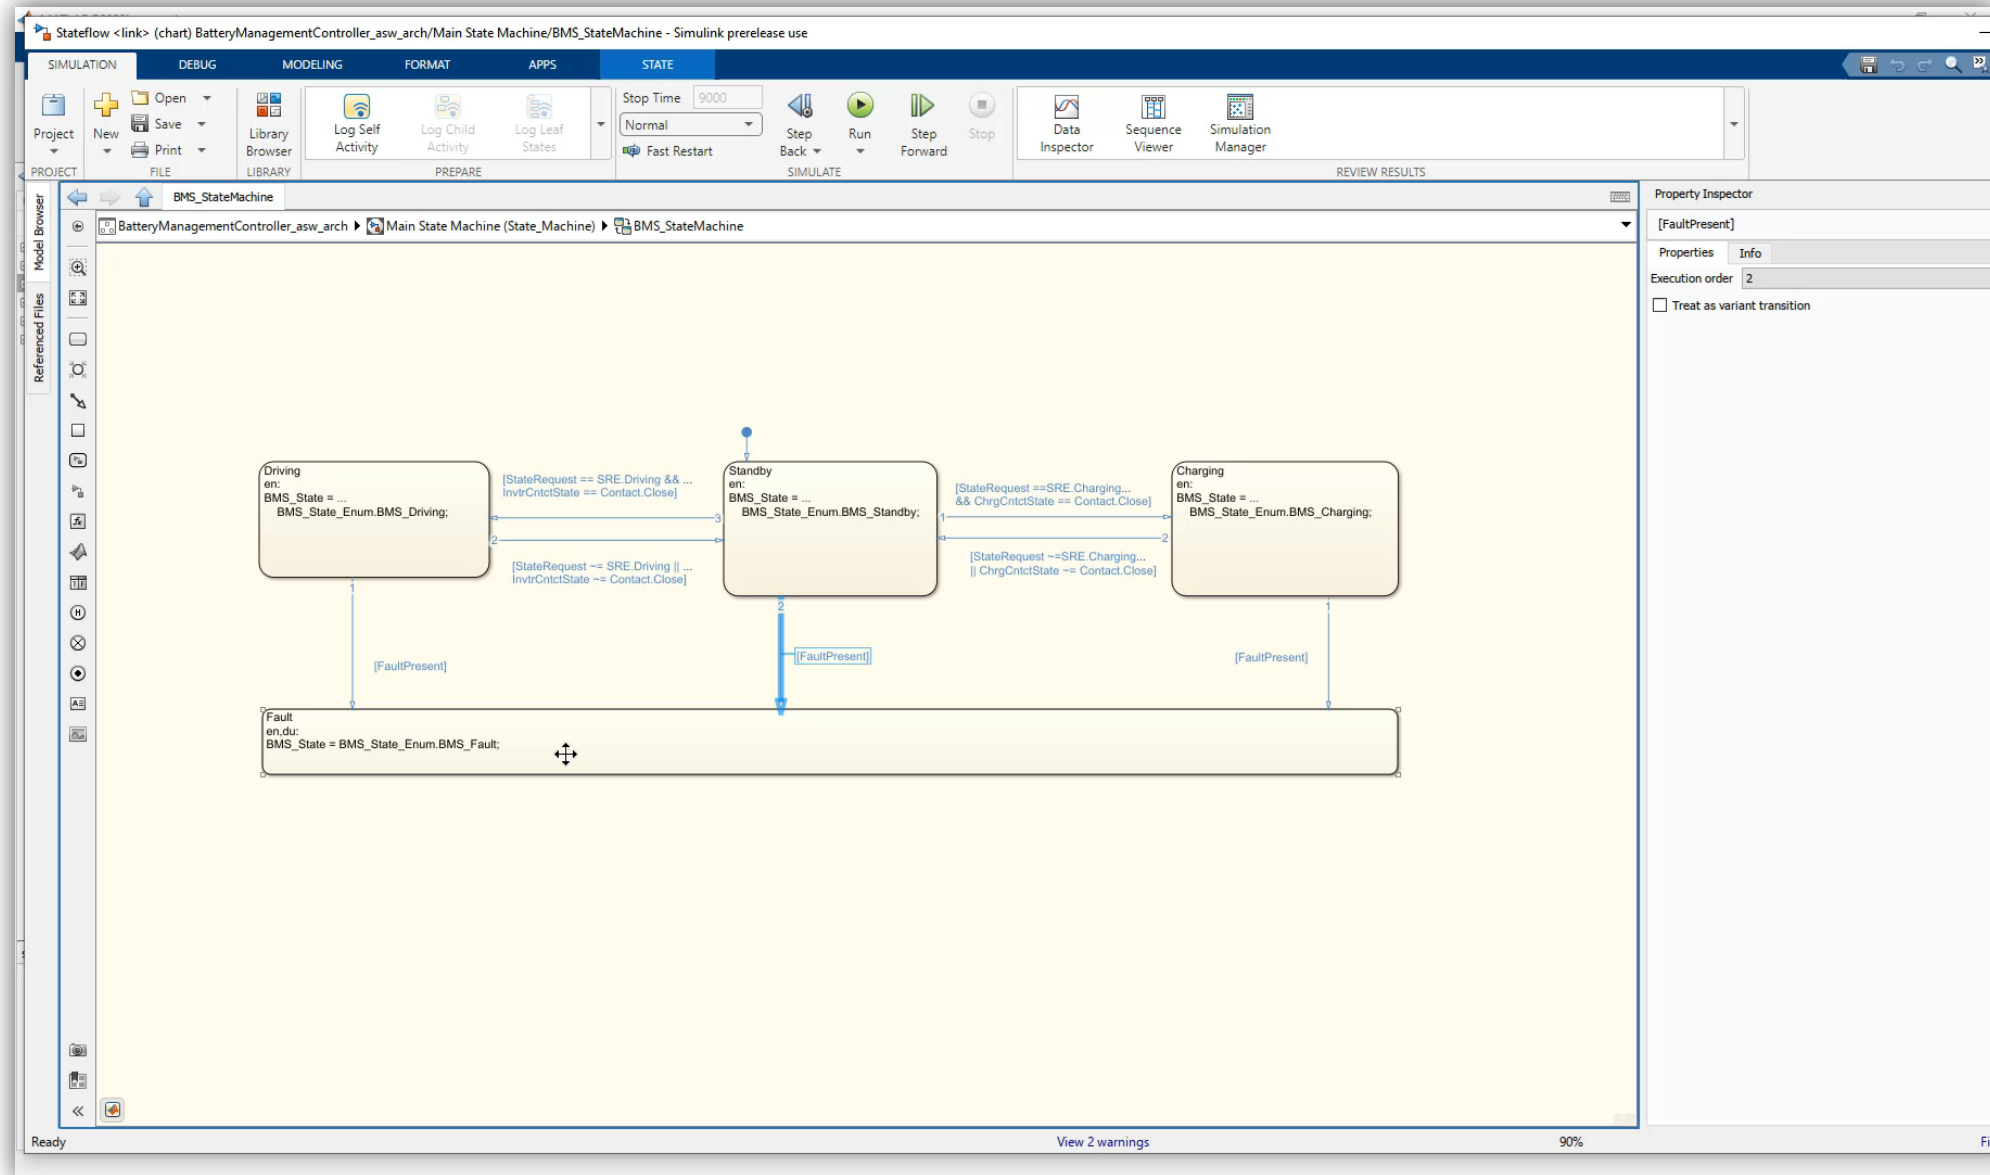 Stateflow <link> (chart) BatteryManagementController_asw_arch/Main State Machine/BMS_StateMachine - Simulink prerelease use
SIMULATION DEBUG MODELING FORMAT APPS STATE
Project
New
Open
Save
Print
Library
Browser
Log Self
Activity
Log Child
Activity
Log Leaf
States
Stop Time 9000
Normal
Fast Restart
Step
Back
Run
Step
Forward
Stop
Data
Inspector
Sequence
Viewer
Simulation
Manager
PROJECT FILE LIBRARY PREPARE SIMULATE REVIEW RESULTS
Model Browser
Referenced Files
BMS_StateMachine
BatteryManagementController_asw_arch Main State Machine (State_Machine) BMS_StateMachine
Driving
en:
BMS_State = ...
BMS_State_Enum.BMS_Driving;
[StateRequest == SRE.Driving && ...
InvtrCntctState == Contact.Close]
3
2
[StateRequest ~= SRE.Driving || ...
InvtrCntctState ~= Contact.Close]
Standby
en:
BMS_State = ...
BMS_State_Enum.BMS_Standby;
[StateRequest ==SRE.Charging...
&& ChrgCntctState == Contact.Close]
1
2
[StateRequest ~=SRE.Charging...
|| ChrgCntctState ~= Contact.Close]
Charging
en:
BMS_State = ...
BMS_State_Enum.BMS_Charging;
1
[FaultPresent]
2
[FaultPresent]
1
[FaultPresent]
Fault
en,du:
BMS_State = BMS_State_Enum.BMS_Fault;
Property Inspector
[FaultPresent]
Properties Info
Execution order 2
Treat as variant transition
Ready View 2 warnings 90%